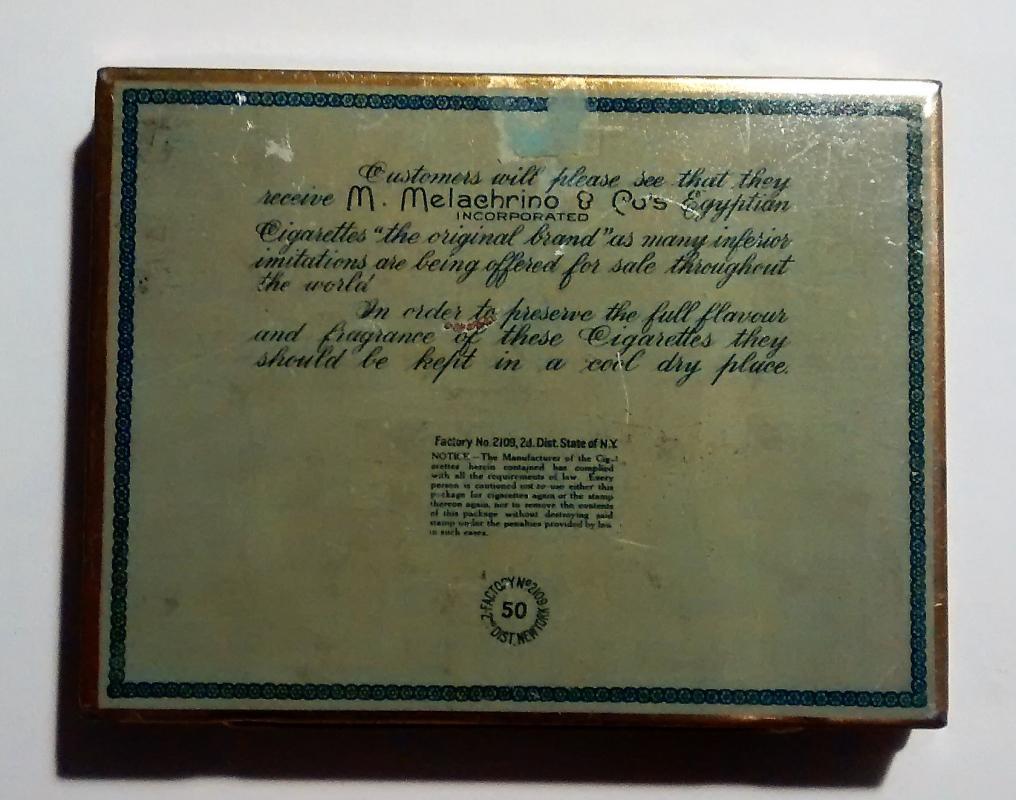 Customers will please see that they
receive M. Melachrino & Co's Egyptian
INCORPORATED
Cigarettes "the original brand" as many inferior
imitations are being offered for sale throughout
the world
In order to preserve the full flavour
and fragrance of these Cigarettes they
should be kept in a cool dry place.
Factory No. 2109, 2d. Dist. State of N.Y.
NOTICE.—The Manufacturer of the Cig-
arettes herein contained has complied
with all the requirements of law. Every
person is cautioned not to use either this
package for cigarettes again or the stamp
thereon again, nor to remove the contents
of this package without destroying said
stamp under the penalties provided by law
in such cases.
FACTORY No 2109
50
2ND DIST. NEW YORK